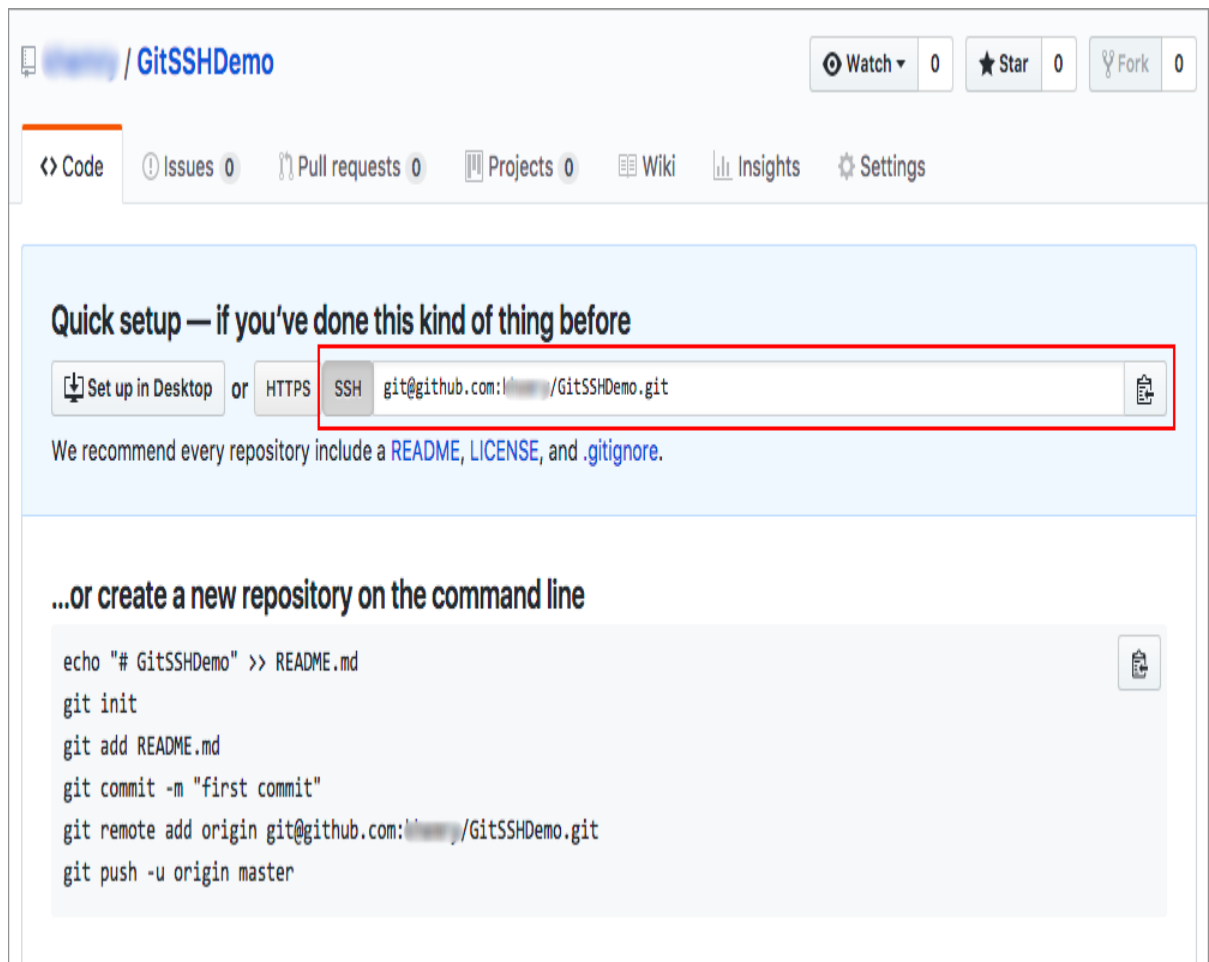 / GitSSHDemo
Watch 0 Star 0 Fork 0
<> Code Issues 0 Pull requests 0 Projects 0 Wiki Insights Settings
Quick setup — if you’ve done this kind of thing before
Set up in Desktop or HTTPS SSH git@github.com: /GitSSHDemo.git
We recommend every repository include a README, LICENSE, and .gitignore.
...or create a new repository on the command line
echo "# GitSSHDemo" >> README.md
git init
git add README.md
git commit -m "first commit"
git remote add origin git@github.com: /GitSSHDemo.git
git push -u origin master